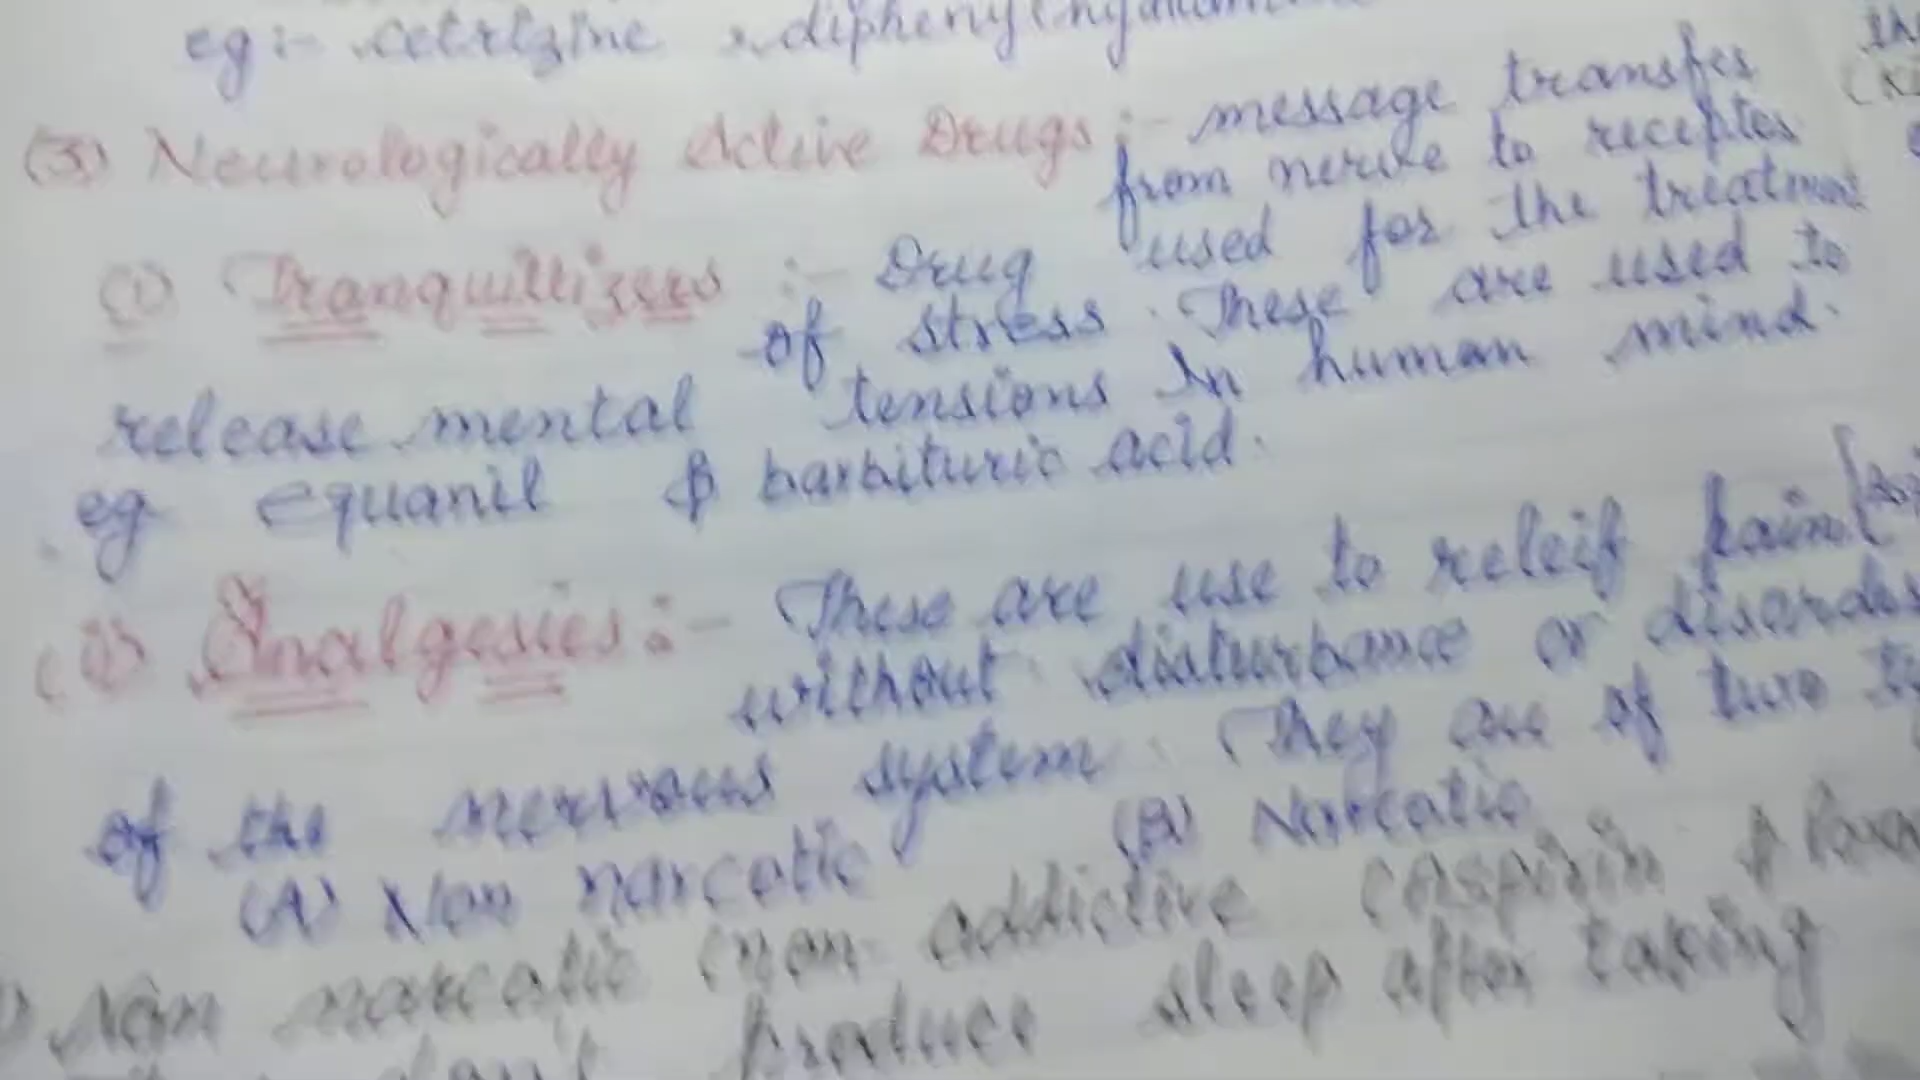 eg :- cetrizine,
(3) Neurologically Active Drugs :- message transfer
from nerve to receptor
(i) Tranquillizers :- Drug used for the treatment
of stress. These are used to
release mental tensions in human mind.
eg equanil & barbituric acid.
(ii) Analgesics :- These are use to releif pain
without disturbance or disorder
of the nervous system. They are of two
(A) Non narcotic (B) Narcotic
Non narcotic (non addictive (Aspirin &
don't produce sleep after taking